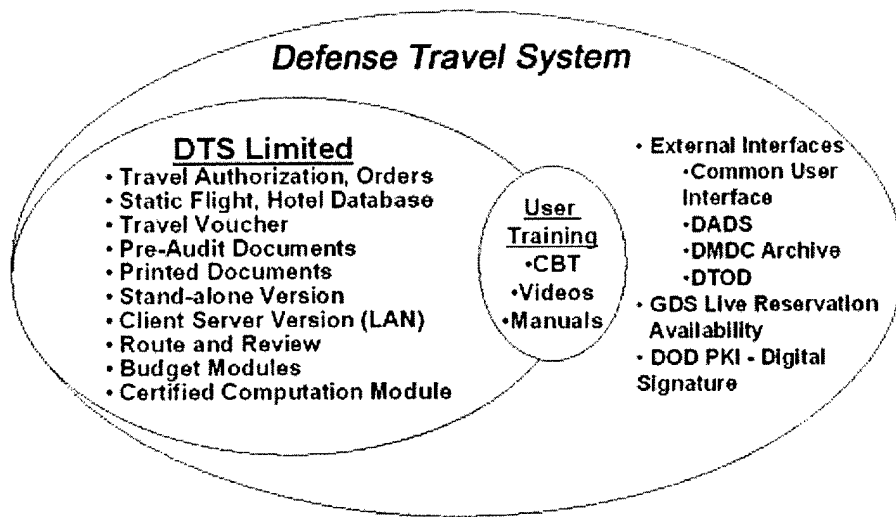 Defense Travel System
DTS Limited
• Travel Authorization, Orders
• Static Flight, Hotel Database
• Travel Voucher
• Pre-Audit Documents
• Printed Documents
• Stand-alone Version
• Client Server Version (LAN)
• Route and Review
• Budget Modules
• Certified Computation Module
User
Training
•CBT
•Videos
•Manuals
• External Interfaces
•Common User
Interface
•DADS
•DMDC Archive
•DTOD
• GDS Live Reservation
Availability
• DOD PKI - Digital
Signature